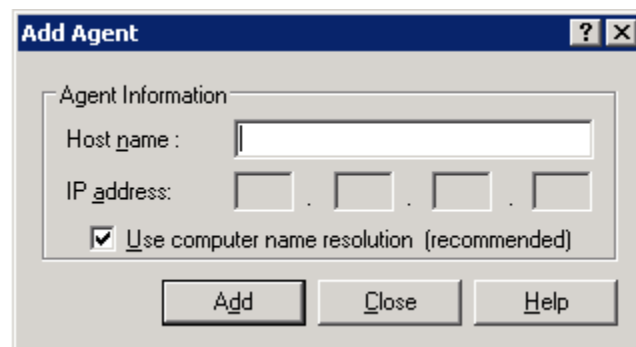 Add Agent ? X
Agent Information
Host name :
IP address: . . .
Use computer name resolution (recommended)
Add Close Help